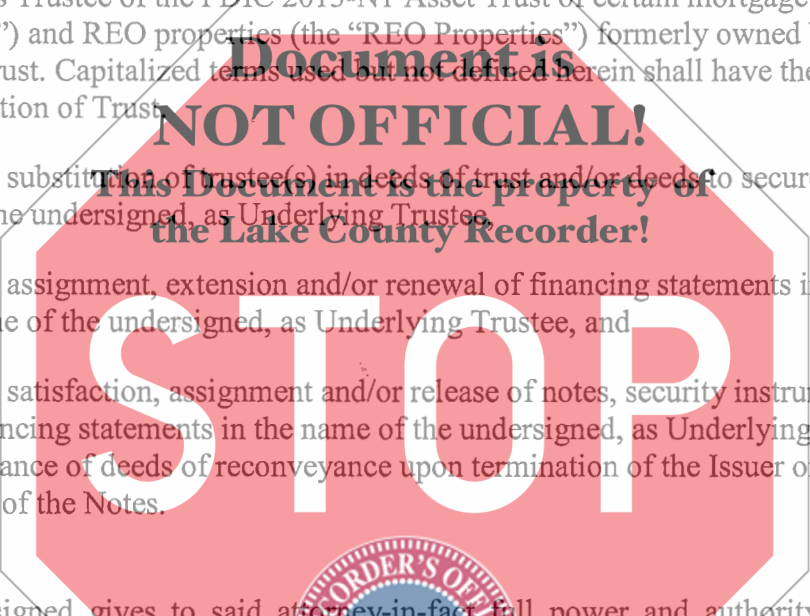 s Trustee of the FDIC 2013-N1 Asset Trust of certain mortgage
") and REO properties (the "REO Properties") formerly owned
Document is
rust. Capitalized terms used but not defined herein shall have the
tion of Trust.
NOT OFFICIAL!
substitution of trustee(s) in deeds of trust and/or deeds to secur
This Document is the property of
ne undersigned, as Underlying Trustee,
the Lake County Recorder!
assignment, extension and/or renewal of financing statements i
e of the undersigned, as Underlying Trustee, and
STOP
satisfaction, assignment and/or release of notes, security instru
ncing statements in the name of the undersigned, as Underlying
ance of deeds of reconveyance upon termination of the Issuer o
of the Notes.
ORDER'S OFF
signed gives to said attorney-in-fact full power and authority